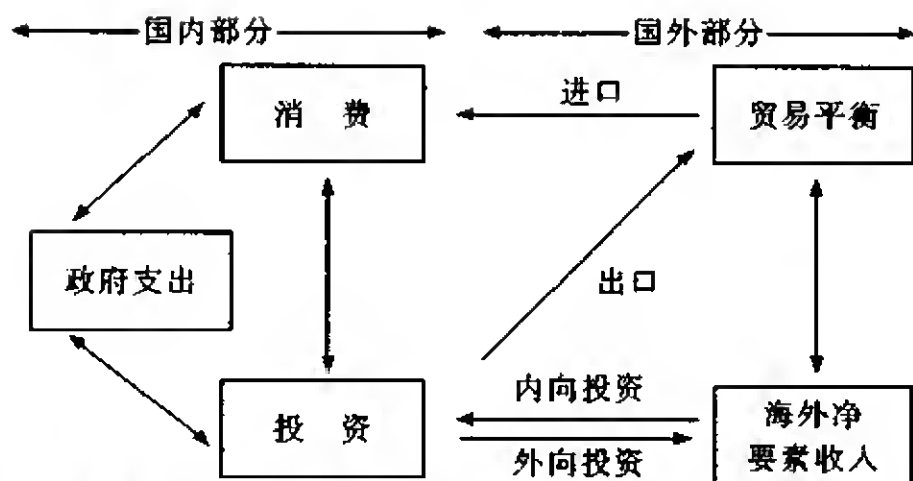 国内部分
国外部分
消 费
进口
贸易平衡
政府支出
出口
投 资
内向投资
外向投资
海外净
要素收人